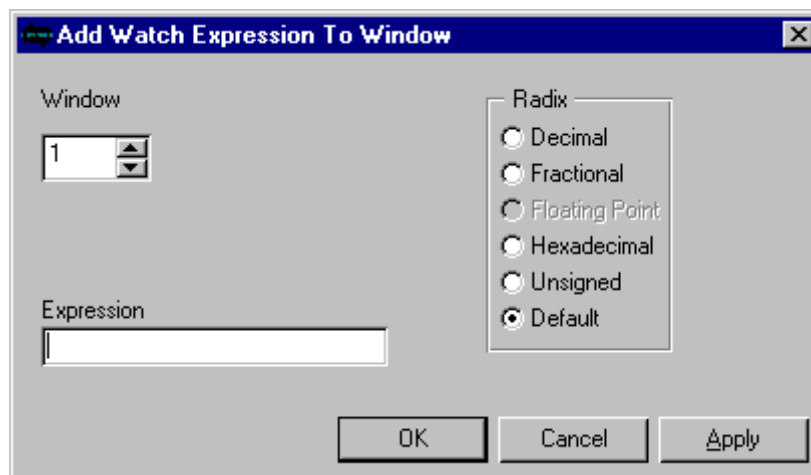 Add Watch Expression To Window
Window
1
Radix
Decimal
Fractional
Floating Point
Hexadecimal
Unsigned
Default
Expression
OK Cancel Apply